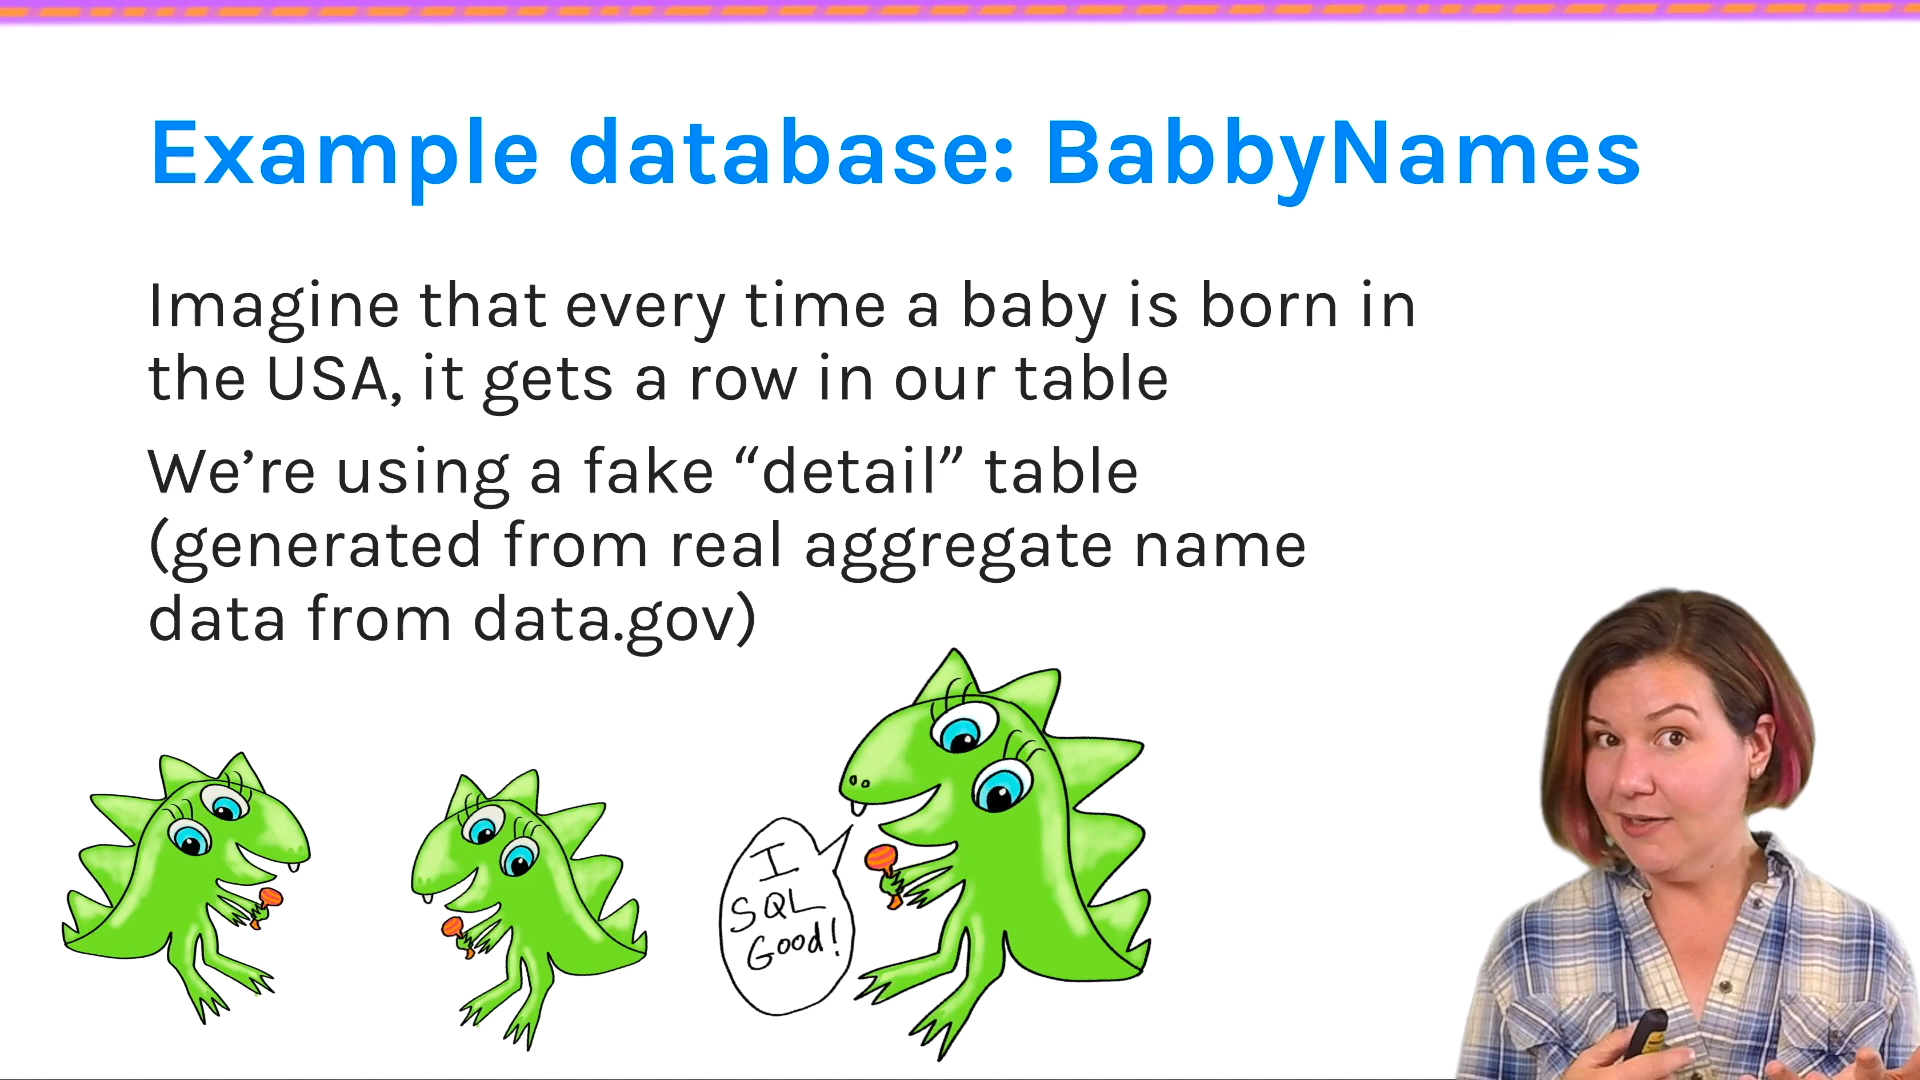 Example database: BabbyNames
Imagine that every time a baby is born in
the USA, it gets a row in our table
We’re using a fake “detail” table
(generated from real aggregate name
data from data.gov)
I
SQL
Good!